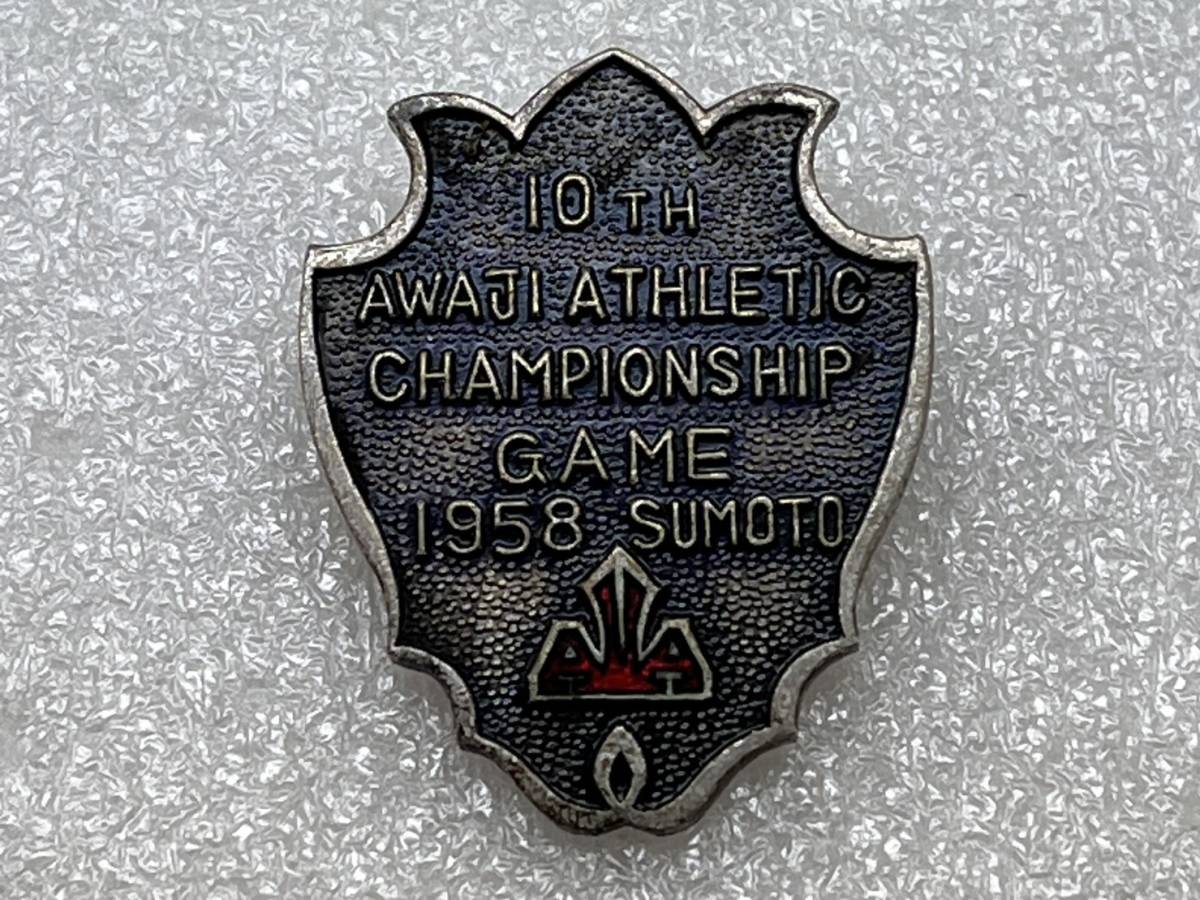 10TH
AWAJI ATHLETIC
CHAMPIONSHIP
GAME
1958 SUMOTO
A A